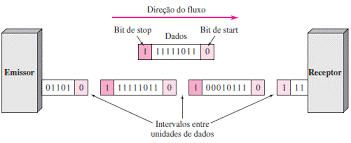 Direção do fluxo
Bit de stop Dados Bit de start
1 11111011 0
Emissor
Receptor
01101 0 1 11111011 0 1 00010111 0 1 11
Intervalos entre
unidades de dados